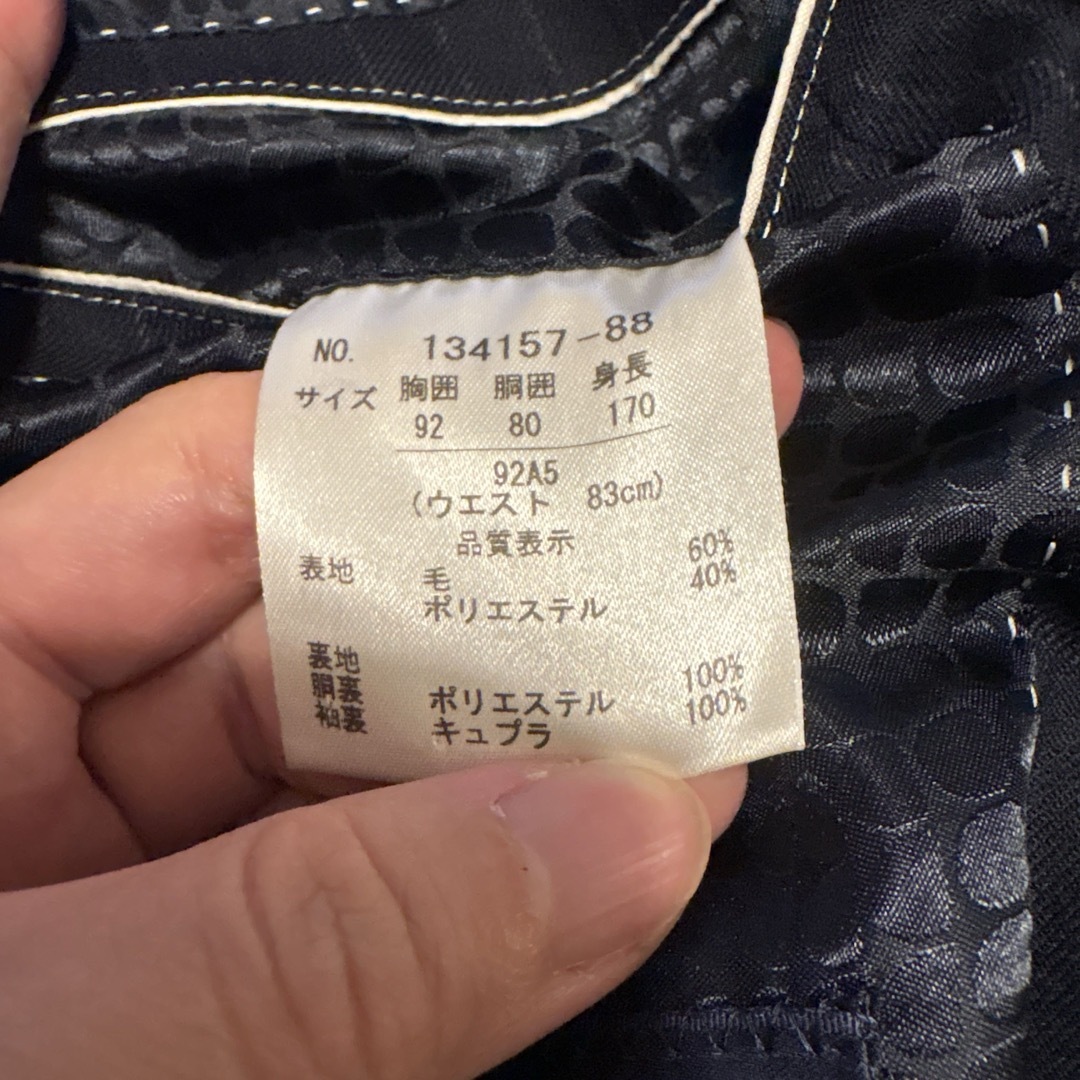 NO. 134157-88
サイズ 胸囲 胴囲 身長
92 80 170
92A5
(ウエスト 83cm)
品質表示
表地 毛 60%
ポリエステル 40%
裏地
胴裏 ポリエステル 100%
袖裏 キュプラ 100%